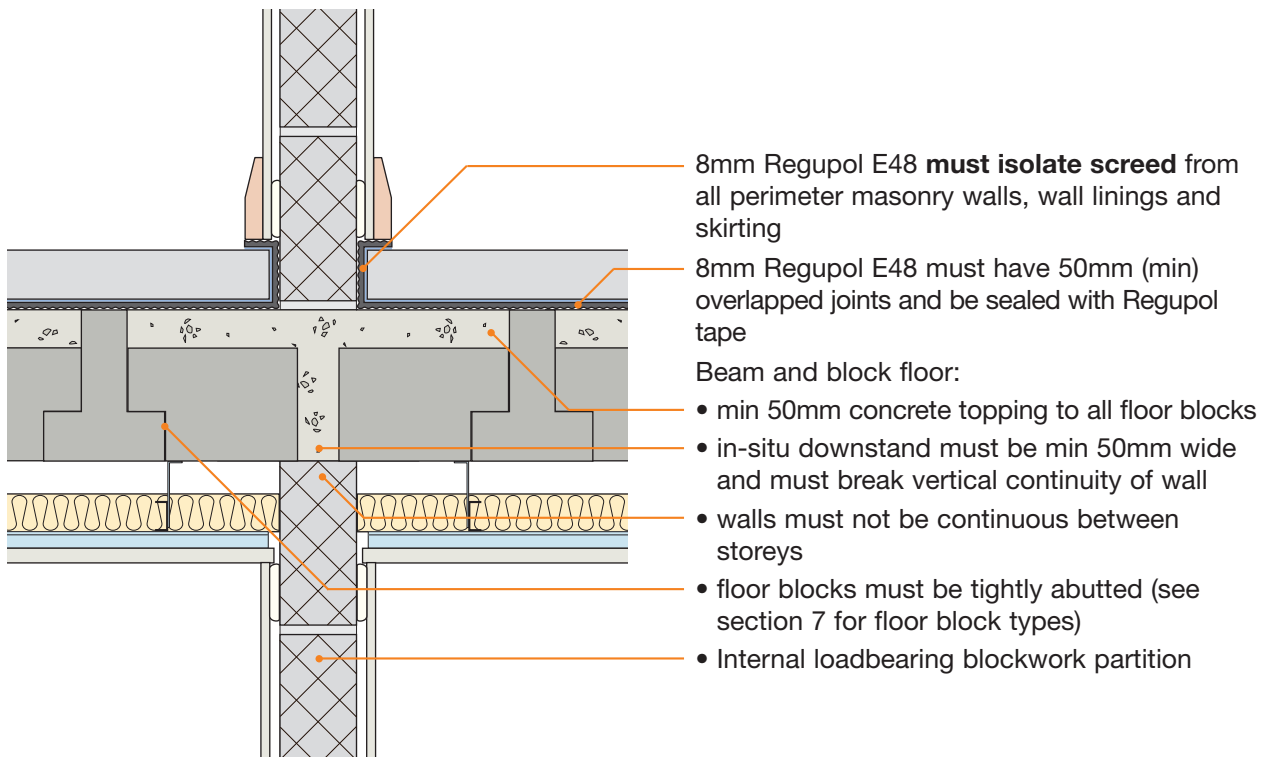 8mm Regupol E48 must isolate screed from
all perimeter masonry walls, wall linings and
skirting
8mm Regupol E48 must have 50mm (min)
overlapped joints and be sealed with Regupol
tape
Beam and block floor:
• min 50mm concrete topping to all floor blocks
• in-situ downstand must be min 50mm wide
and must break vertical continuity of wall
• walls must not be continuous between
storeys
• floor blocks must be tightly abutted (see
section 7 for floor block types)
• Internal loadbearing blockwork partition